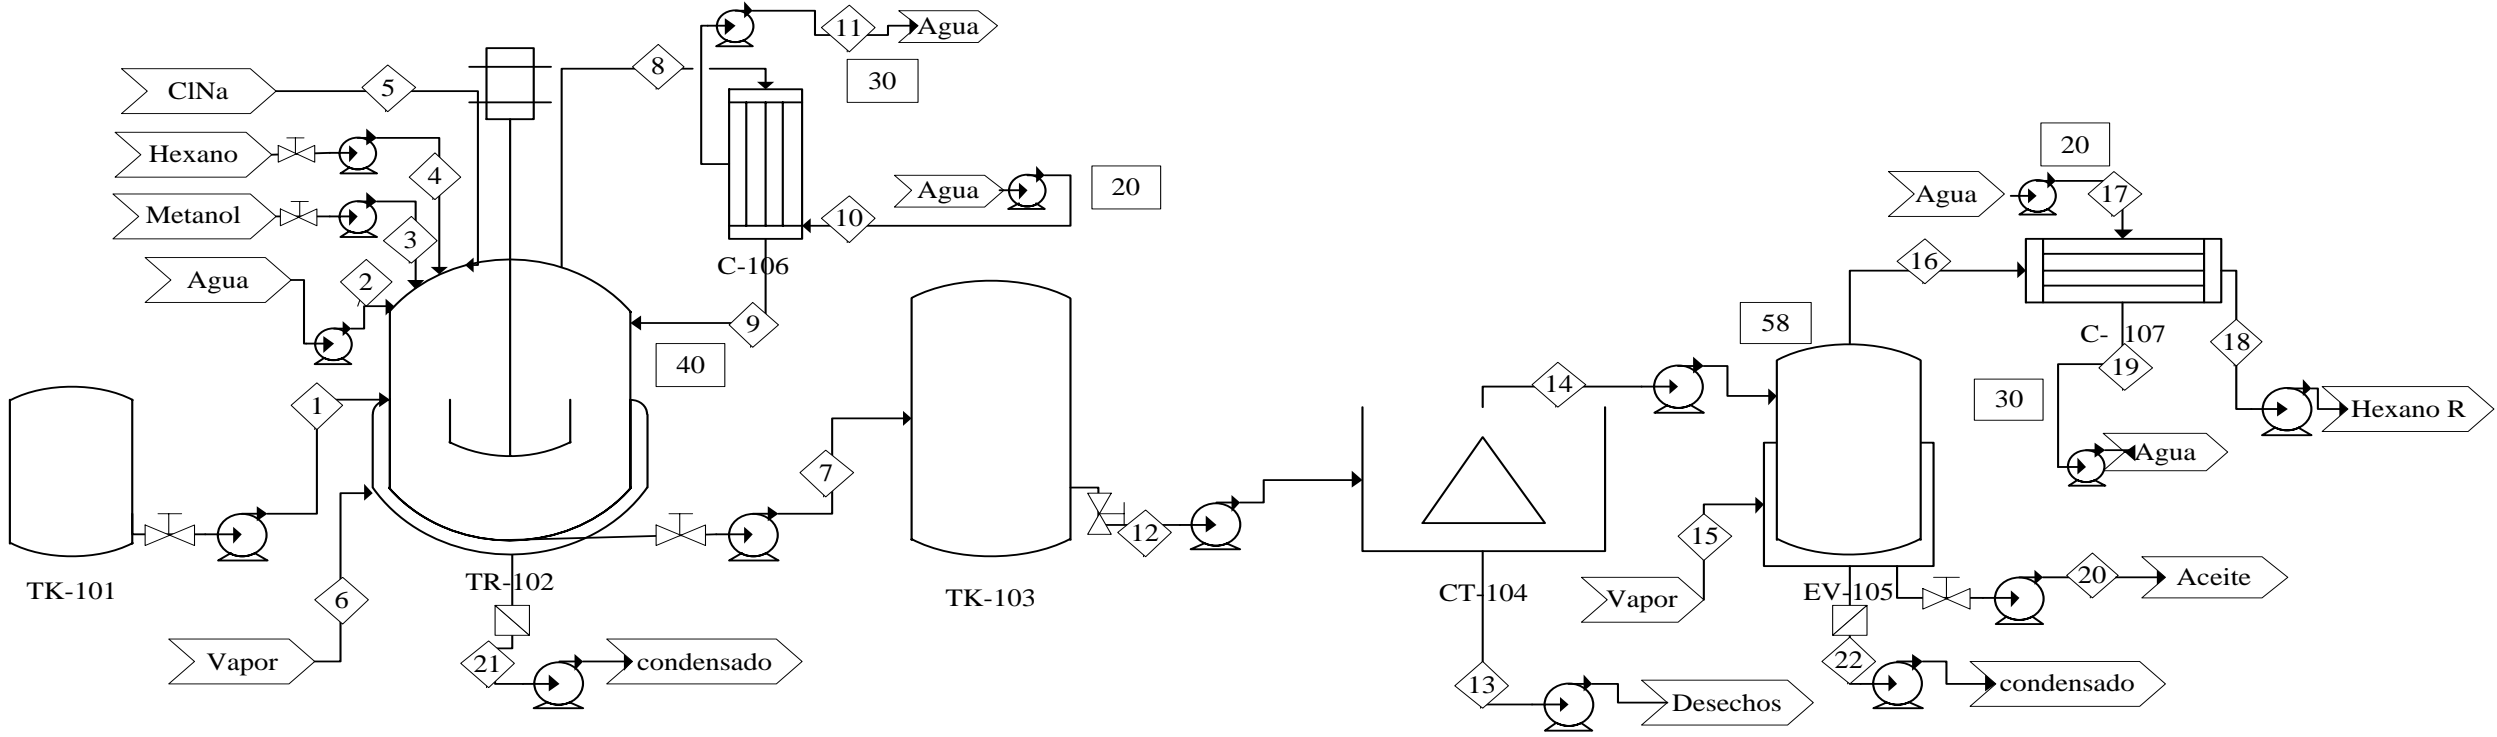 11
Agua
8
30
5
ClNa
Hexano
4
20
Agua
20
17
Agua
Metanol
3
10
16
C-106
Agua
2
9
58
C- 107
18
19
40
14
30
Hexano R
1
Agua
7
12
15
TR-102
20
Aceite
TK-101
6
TK-103
CT-104
Vapor
EV-105
Vapor
21
condensado
22
condensado
13
Desechos